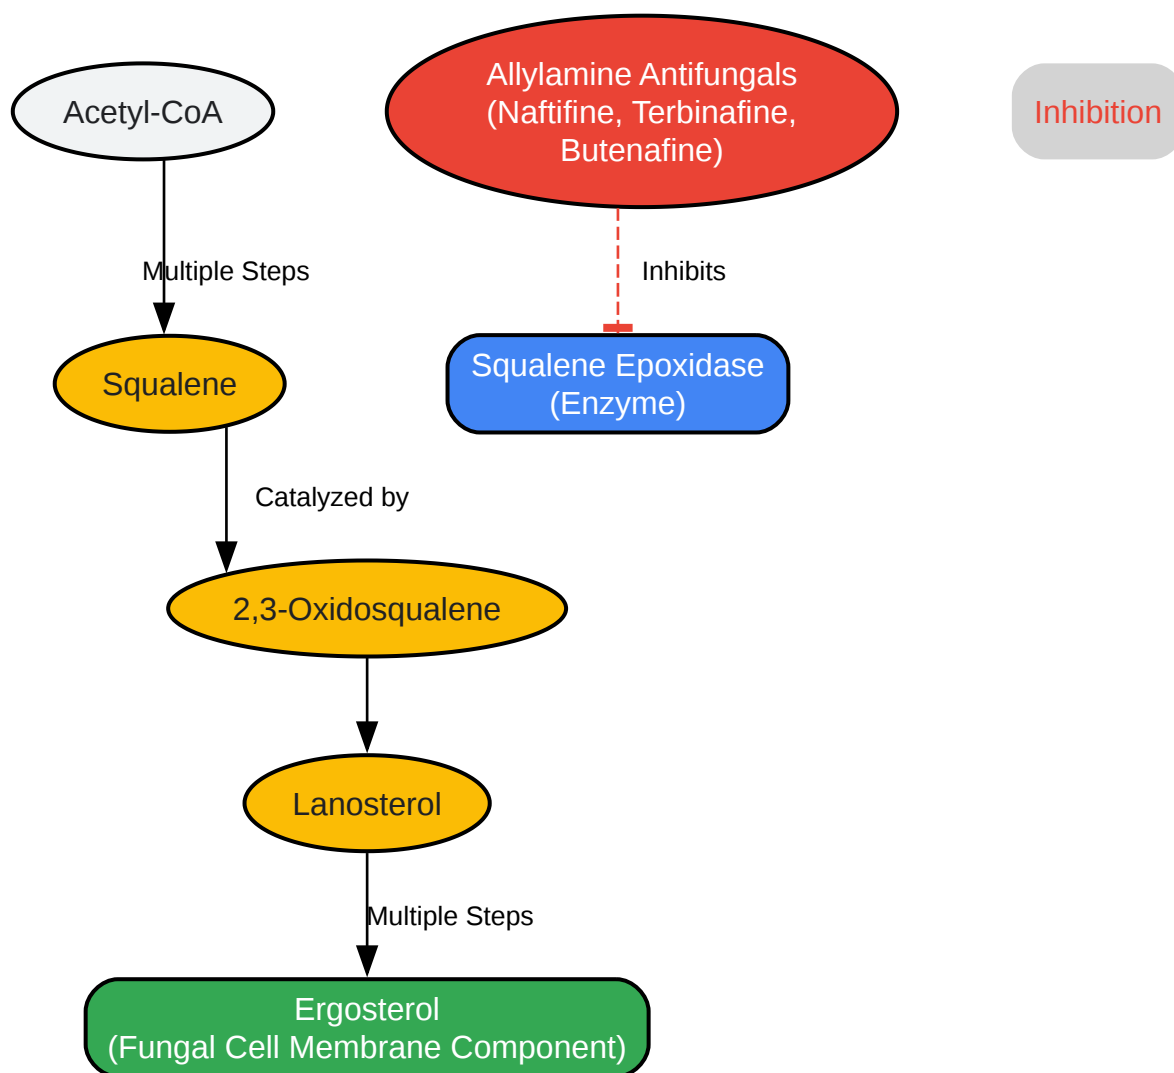 Acetyl-CoA
Allylamine Antifungals
(Naftifine, Terbinafine,
Butenafine)
Inhibition
Multiple Steps
Inhibits
Squalene
Squalene Epoxidase
(Enzyme)
Catalyzed by
2,3-Oxidosqualene
Lanosterol
Multiple Steps
Ergosterol
(Fungal Cell Membrane Component)